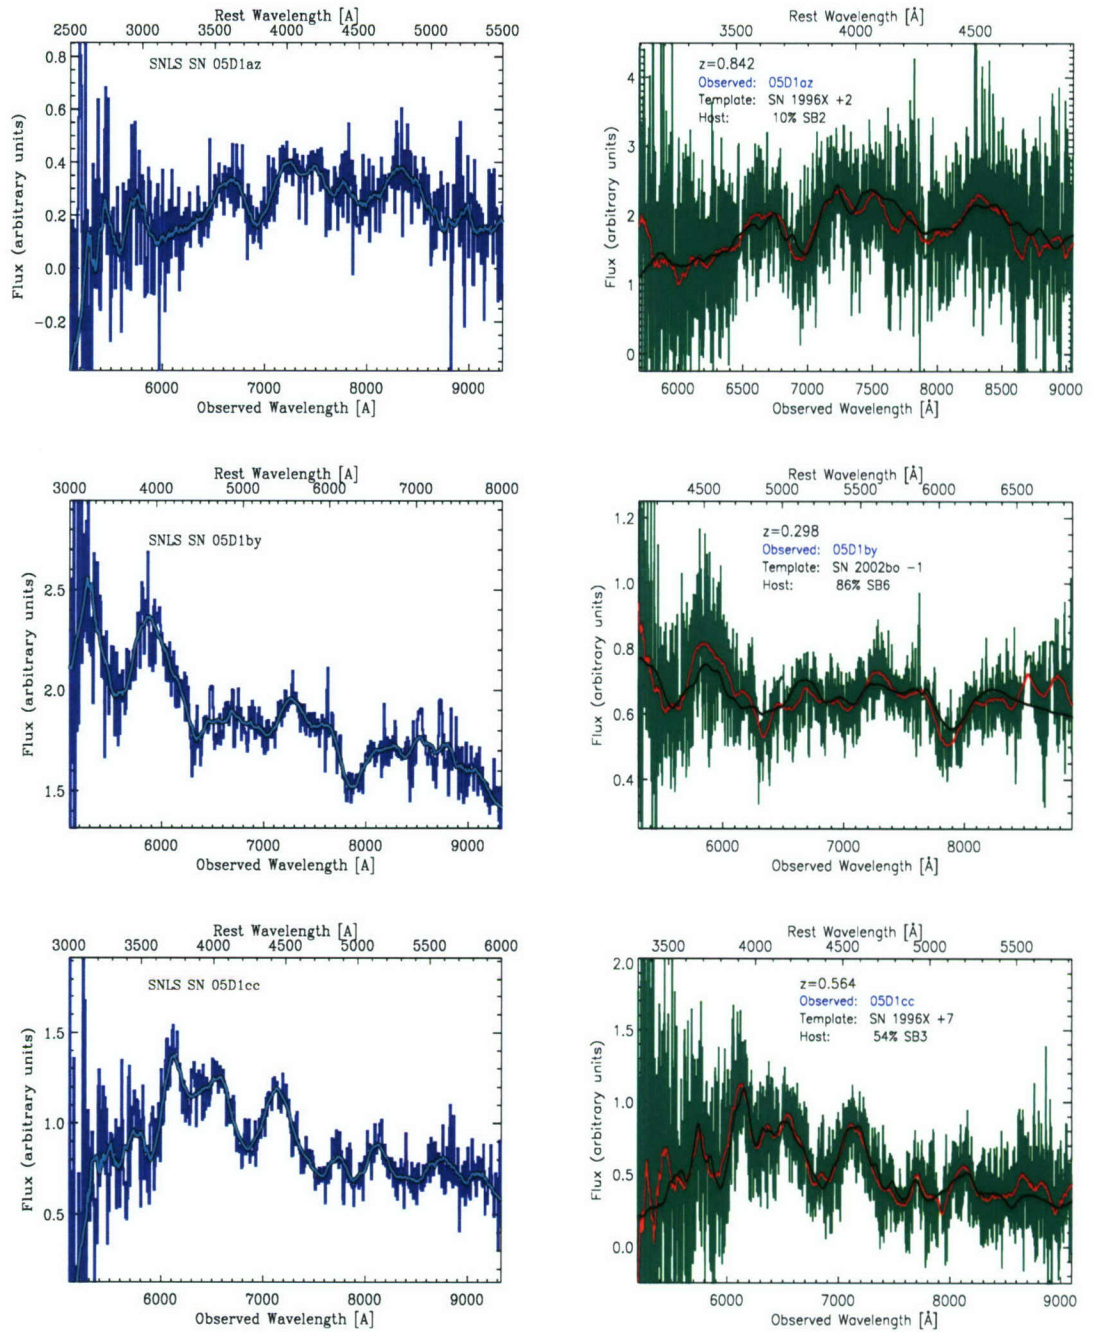 Rest Wavelength [A]
2500 3000 3500 4000 4500 5000 5500
SNLS SN 05D1az
Flux (arbitrary units)
0.8
0.6
0.4
0.2
0.0
-0.2
6000 7000 8000 9000
Observed Wavelength [A]
Rest Wavelength [Å]
3500 4000 4500
z=0.842
Observed: 05D1az
Template: SN 1996X +2
Host: 10% SB2
Flux (arbitrary units)
4
3
2
1
0
6000 6500 7000 7500 8000 8500 9000
Observed Wavelength [Å]
Rest Wavelength [A]
3000 4000 5000 6000 7000 8000
SNLS SN 05D1by
Flux (arbitrary units)
2.5
2.0
1.5
6000 7000 8000 9000
Observed Wavelength [A]
Rest Wavelength [Å]
4500 5000 5500 6000 6500
z=0.298
Observed: 05D1by
Template: SN 2002bo -1
Host: 86% SB6
Flux (arbitrary units)
1.2
1.0
0.8
0.6
0.4
6000 7000 8000
Observed Wavelength [Å]
Rest Wavelength [A]
3000 3500 4000 4500 5000 5500 6000
SNLS SN 05D1cc
Flux (arbitrary units)
1.5
1.0
0.5
6000 7000 8000 9000
Observed Wavelength [A]
Rest Wavelength [Å]
3500 4000 4500 5000 5500
z=0.564
Observed: 05D1cc
Template: SN 1996X +7
Host: 54% SB3
Flux (arbitrary units)
2.0
1.5
1.0
0.5
0.0
6000 7000 8000 9000
Observed Wavelength [Å]